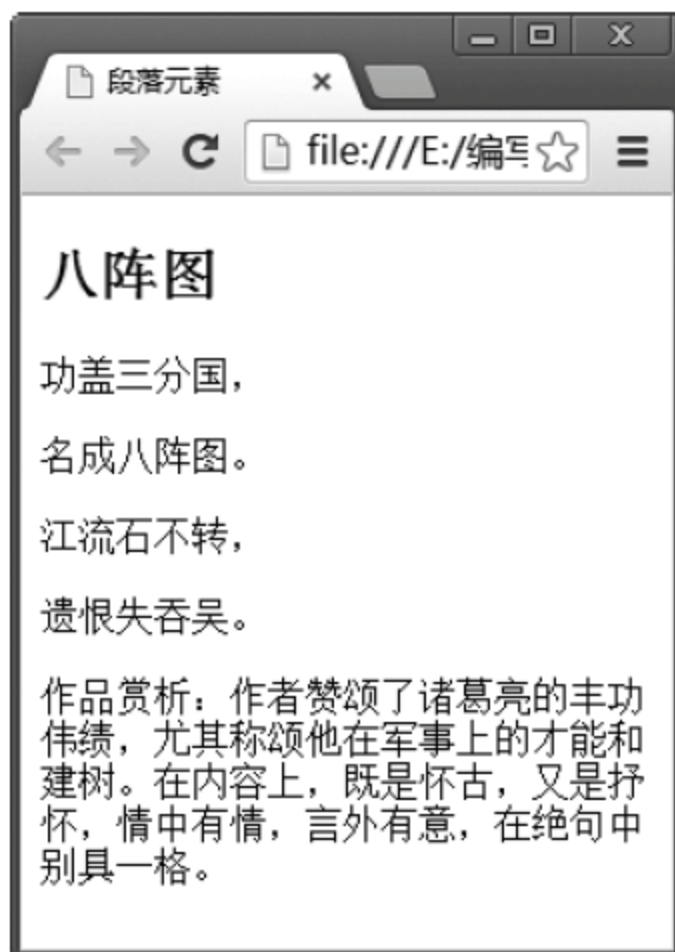 段落元素
file:///E:/编写
八阵图
功盖三分国，
名成八阵图。
江流石不转，
遗恨失吞吴。
作品赏析：作者赞颂了诸葛亮的丰功
伟绩，尤其称颂他在军事上的才能和
建树。在内容上，既是怀古，又是抒
怀，情中有情，言外有意，在绝句中
别具一格。